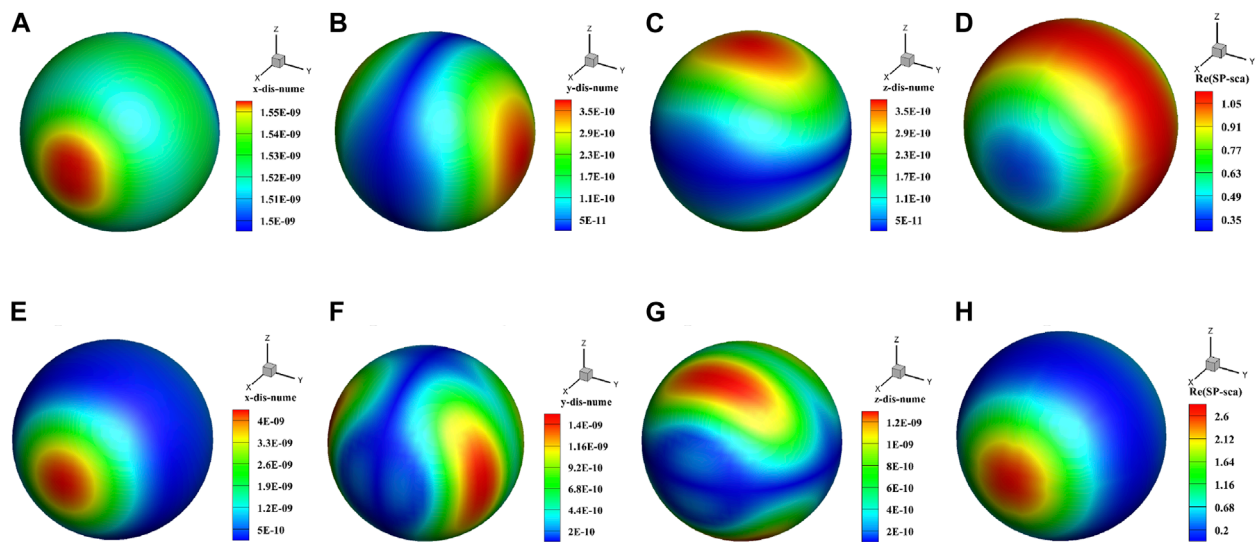 A
Z
X
Y
x-dis-nume
1.55E-09
1.54E-09
1.53E-09
1.52E-09
1.51E-09
1.5E-09
B
Z
X
Y
y-dis-nume
3.5E-10
2.9E-10
2.3E-10
1.7E-10
1.1E-10
5E-11
C
Z
X
Y
z-dis-nume
3.5E-10
2.9E-10
2.3E-10
1.7E-10
1.1E-10
5E-11
D
Z
X
Y
Re(SP-sca)
1.05
0.91
0.77
0.63
0.49
0.35
E
Z
X
Y
x-dis-nume
4E-09
3.3E-09
2.6E-09
1.9E-09
1.2E-09
5E-10
F
Z
X
Y
y-dis-nume
1.4E-09
1.16E-09
9.2E-10
6.8E-10
4.4E-10
2E-10
G
Z
X
Y
z-dis-nume
1.2E-09
1E-09
8E-10
6E-10
4E-10
2E-10
H
Z
X
Y
Re(SP-sca)
2.6
2.12
1.64
1.16
0.68
0.2